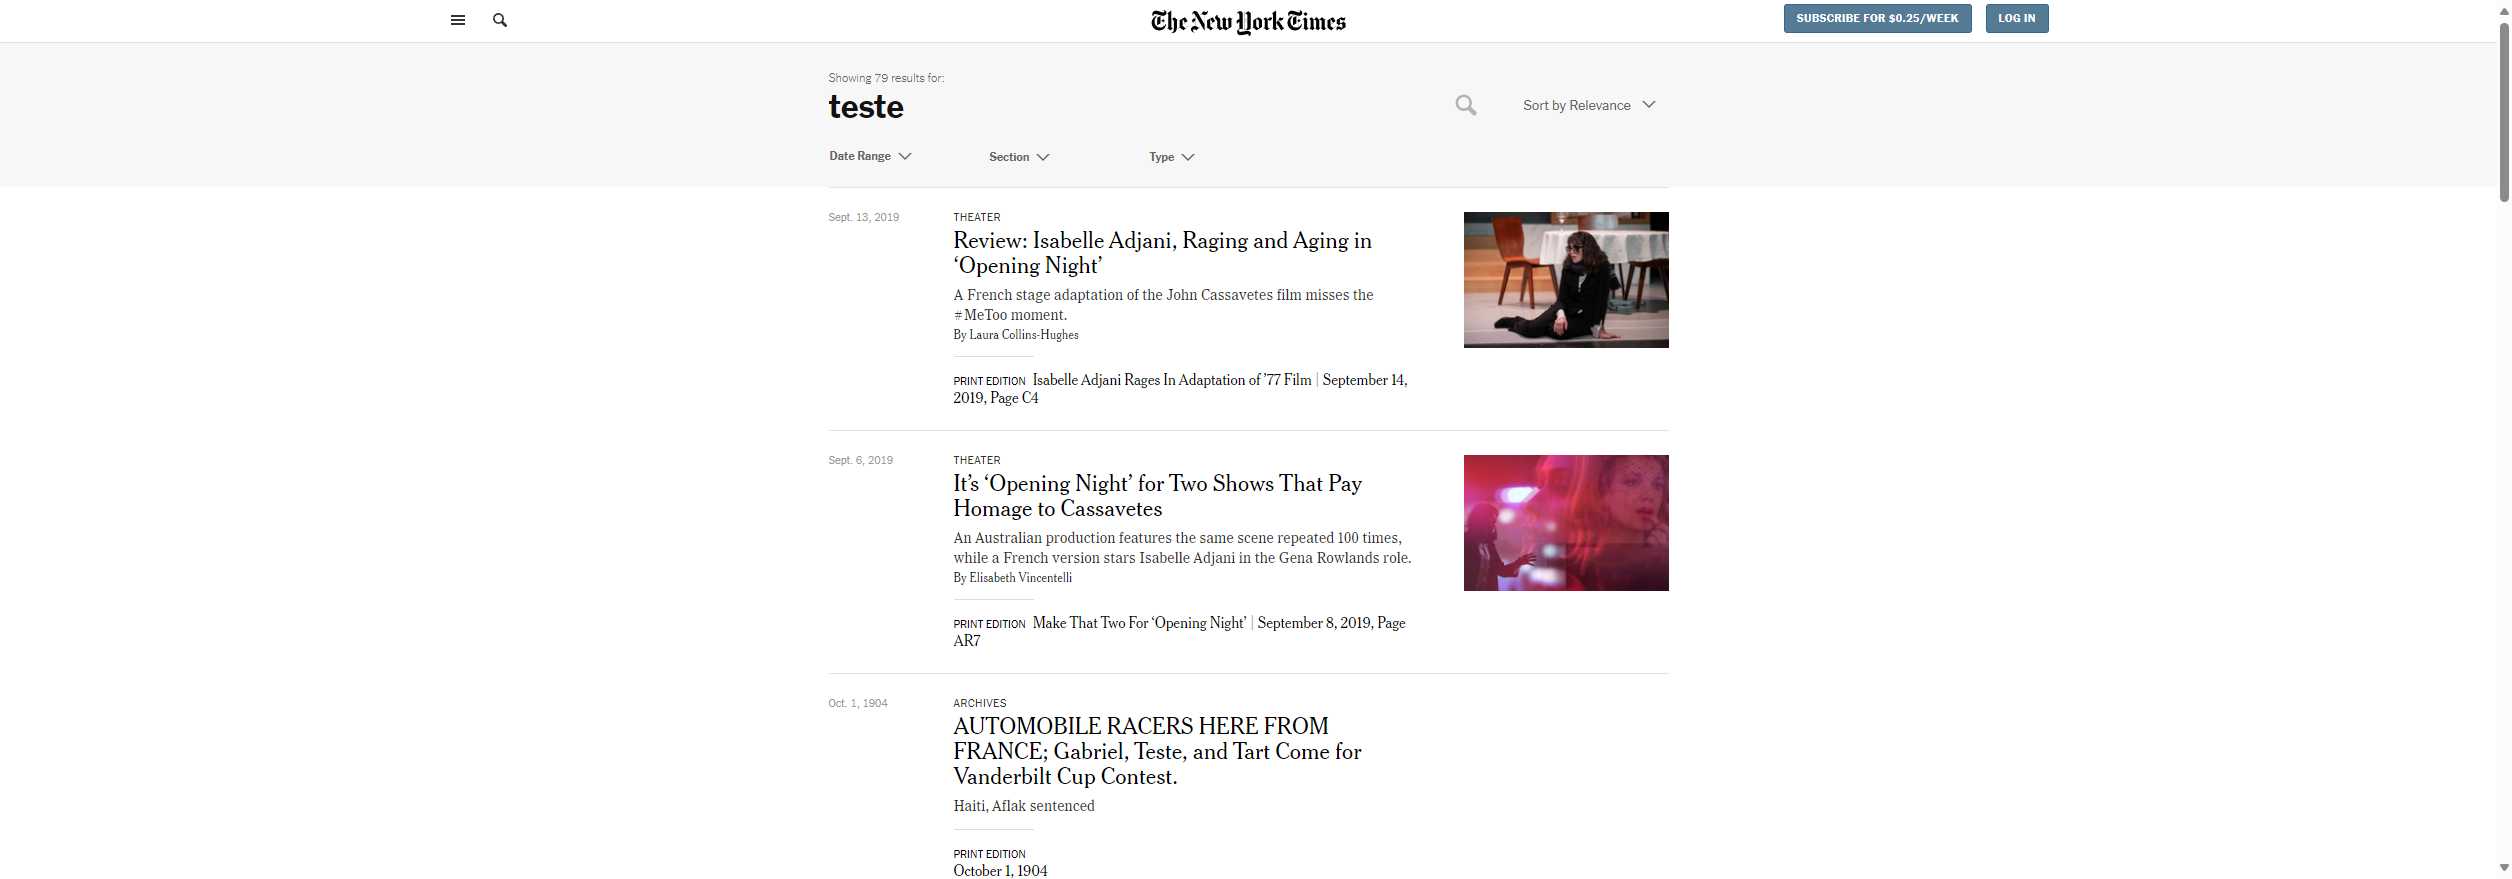 The New York Times
SUBSCRIBE FOR $0.25/WEEK
LOG IN
Showing 79 results for:
teste
Sort by Relevance
Date Range
Section
Type
Sept. 13, 2019
THEATER
Review: Isabelle Adjani, Raging and Aging in
‘Opening Night’
A French stage adaptation of the John Cassavetes film misses the
#MeToo moment.
By Laura Collins-Hughes
PRINT EDITION Isabelle Adjani Rages In Adaptation of ’77 Film | September 14,
2019, Page C4
Sept. 6, 2019
THEATER
It’s ‘Opening Night’ for Two Shows That Pay
Homage to Cassavetes
An Australian production features the same scene repeated 100 times,
while a French version stars Isabelle Adjani in the Gena Rowlands role.
By Elisabeth Vincentelli
PRINT EDITION Make That Two For ‘Opening Night’ | September 8, 2019, Page
AR7
Oct. 1, 1904
ARCHIVES
AUTOMOBILE RACERS HERE FROM
FRANCE; Gabriel, Teste, and Tart Come for
Vanderbilt Cup Contest.
Haiti, Aflak sentenced
PRINT EDITION
October 1, 1904